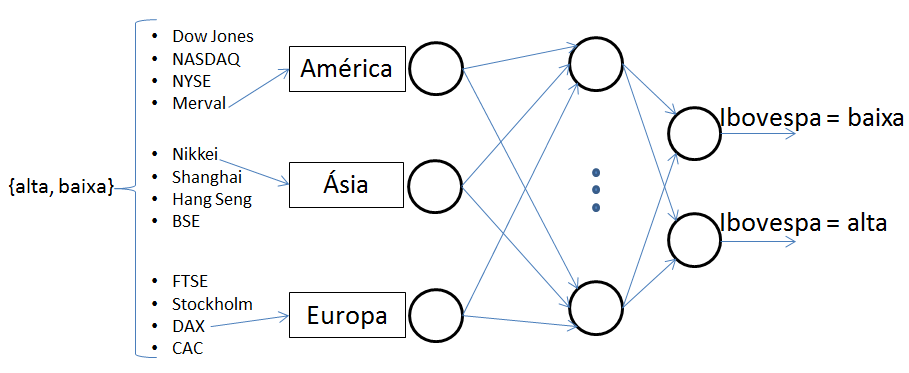 • Dow Jones
• NASDAQ
• NYSE
• Merval
América
{alta, baixa}
• Nikkei
• Shanghai
• Hang Seng
• BSE
Ásia
• FTSE
• Stockholm
• DAX
• CAC
Europa
Ibovespa = baixa
Ibovespa = alta